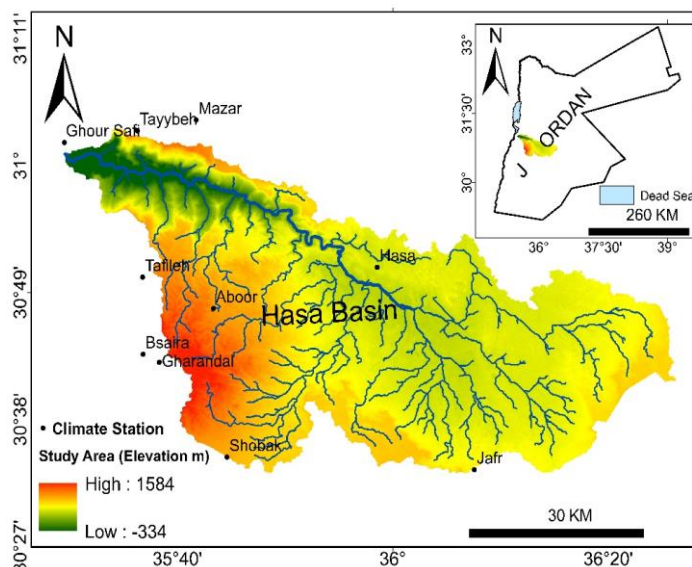 31°11'
31°
30°49'
30°38'
30°27'
N
Mazar
Tayybeh
Ghour Safi
Hasa
Tafileh
Aboor
Hasa Basin
Bsaira
Gharandal
Shobak
Jafr
Climate Station
Study Area (Elevation m)
High : 1584
Low : -334
30 KM
35°40'
36°
36°20'
N
33°
31°30'
30°
J ORDAN
Dead Sea
260 KM
36°
37°30'
39°